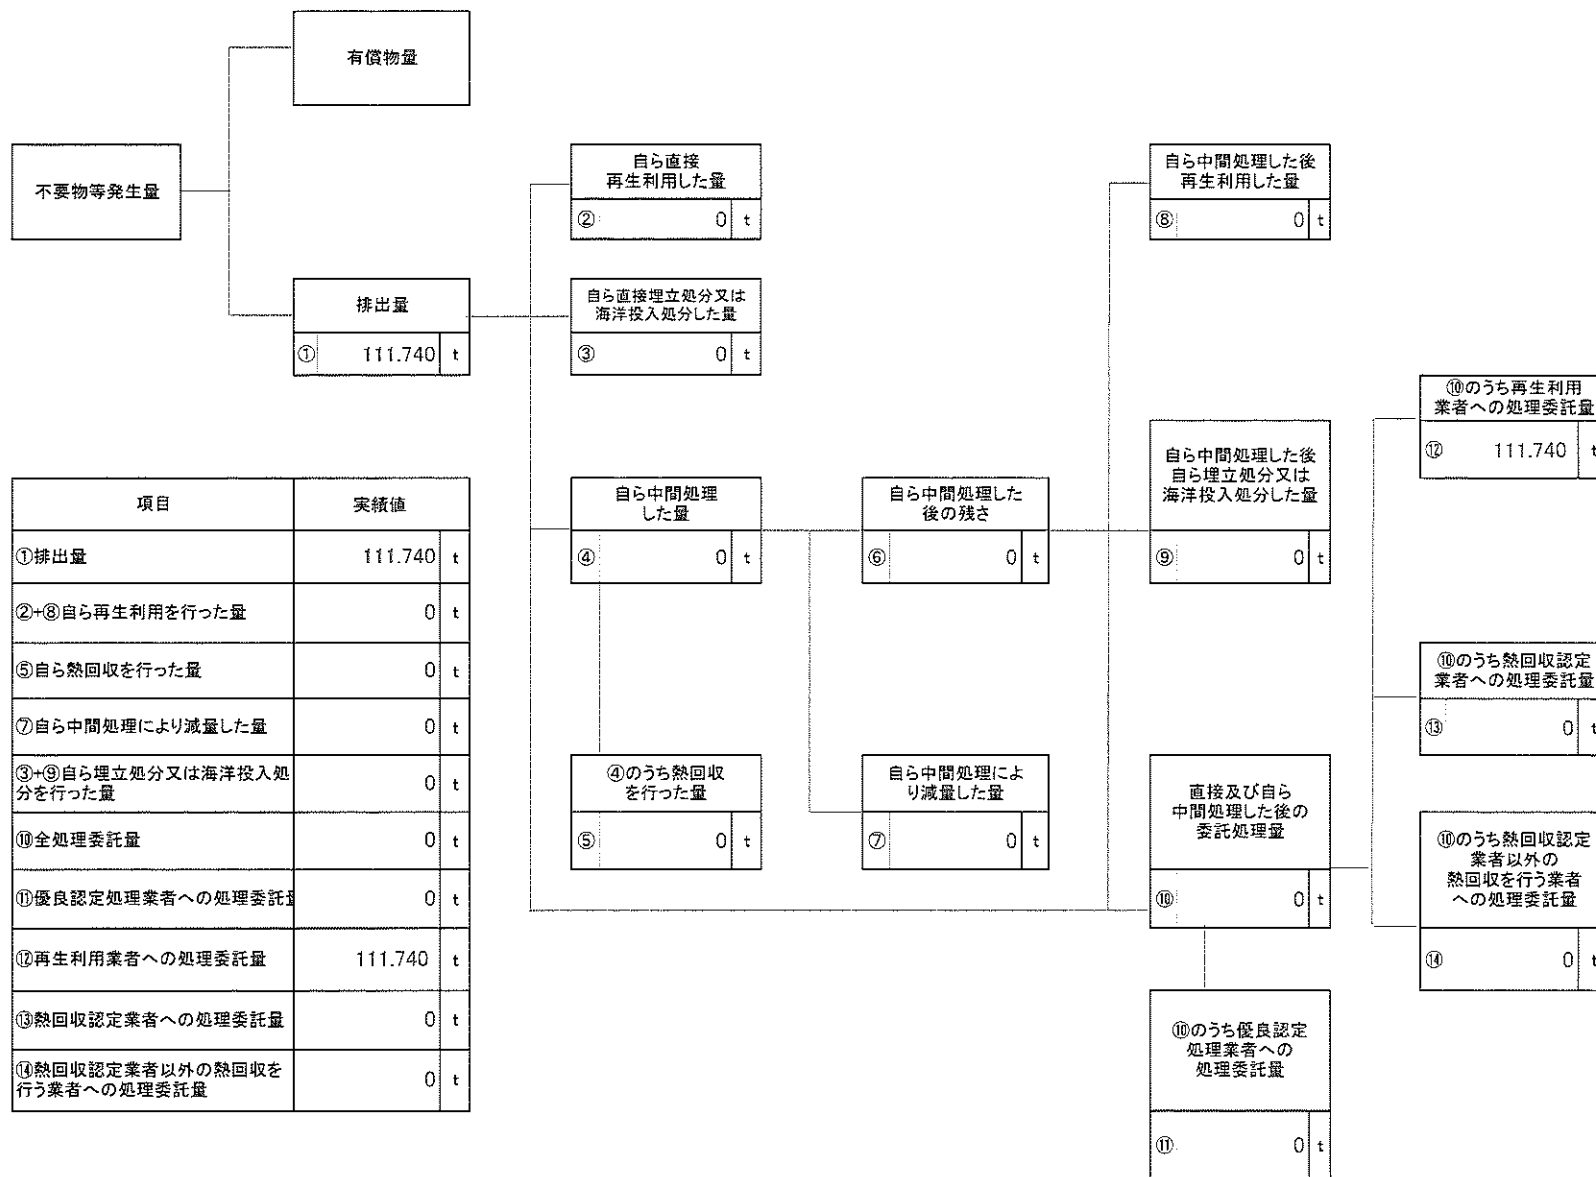 有償物量
不要物等発生量
排出量
① 111.740 t
自ら直接
再生利用した量
② 0 t
自ら直接埋立処分又は
海洋投入処分した量
③ 0 t
自ら中間処理
した量
④ 0 t
④のうち熱回収
を行った量
⑤ 0 t
自ら中間処理した
後の残さ
⑥ 0 t
自ら中間処理によ
り減量した量
⑦ 0 t
自ら中間処理した後
再生利用した量
⑧ 0 t
自ら中間処理した後
自ら埋立処分又は
海洋投入処分した量
⑨ 0 t
直接及び自ら
中間処理した後の
委託処理量
⑩ 0 t
⑩のうち優良認定
処理業者への
処理委託量
⑪ 0 t
⑩のうち再生利用
業者への処理委託量
⑫ 111.740 t
⑩のうち熱回収認定
業者への処理委託量
⑬ 0 t
⑩のうち熱回収認定
業者以外の
熱回収を行う業者
への処理委託量
⑭ 0 t
項目 実績値
①排出量 111.740 t
②+⑧自ら再生利用を行った量 0 t
⑤自ら熱回収を行った量 0 t
⑦自ら中間処理により減量した量 0 t
③+⑨自ら埋立処分又は海洋投入処
分を行った量 0 t
⑩全処理委託量 0 t
⑪優良認定処理業者への処理委託量 0 t
⑫再生利用業者への処理委託量 111.740 t
⑬熱回収認定業者への処理委託量 0 t
⑭熱回収認定業者以外の熱回収を
行う業者への処理委託量 0 t